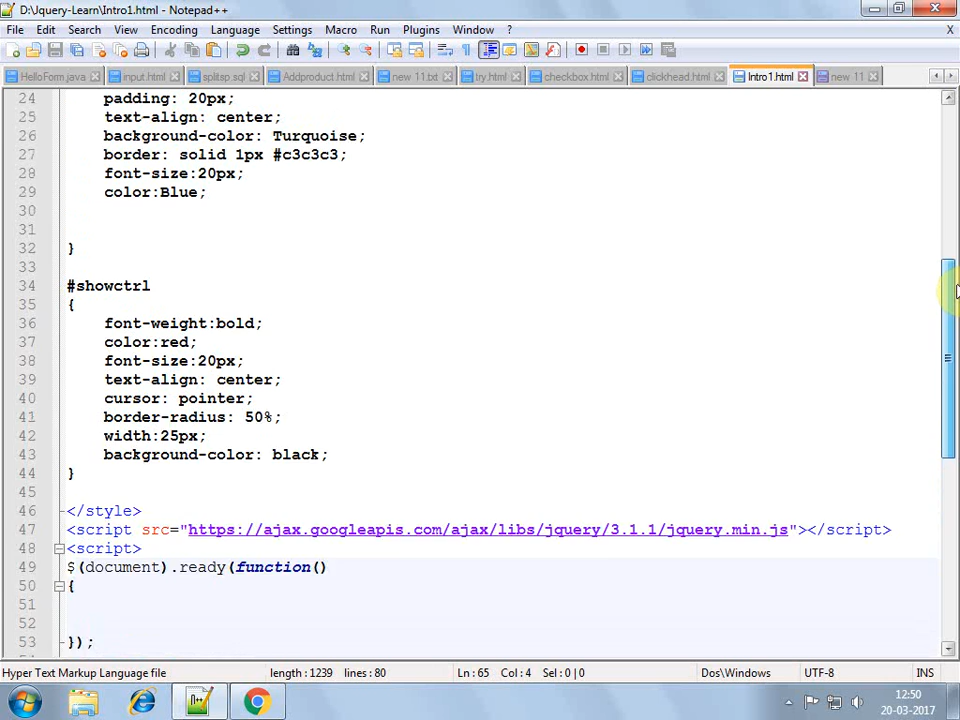 D:\Jquery-Learn\Intro1.html - Notepad++
File Edit Search View Encoding Language Settings Macro Run Plugins Window ? X
HelloForm.java input.html splitsp.sql Addproduct.html new 11.txt try.html checkbox.html clickhead.html Intro1.html new 11
24 padding: 20px;
25 text-align: center;
26 background-color: Turquoise;
27 border: solid 1px #c3c3c3;
28 font-size:20px;
29 color:Blue;
30
31
32 }
33
34 #showctrl
35 {
36 font-weight:bold;
37 color:red;
38 font-size:20px;
39 text-align: center;
40 cursor: pointer;
41 border-radius: 50%;
42 width:25px;
43 background-color: black;
44 }
45
46 </style>
47 <script src="https://ajax.googleapis.com/ajax/libs/jquery/3.1.1/jquery.min.js"></script>
48 <script>
49 $(document).ready(function()
50 {
51
52
53 });
Hyper Text Markup Language file length : 1239 lines : 80 Ln : 65 Col : 4 Sel : 0 | 0 Dos\Windows UTF-8 INS
12:50
20-03-2017